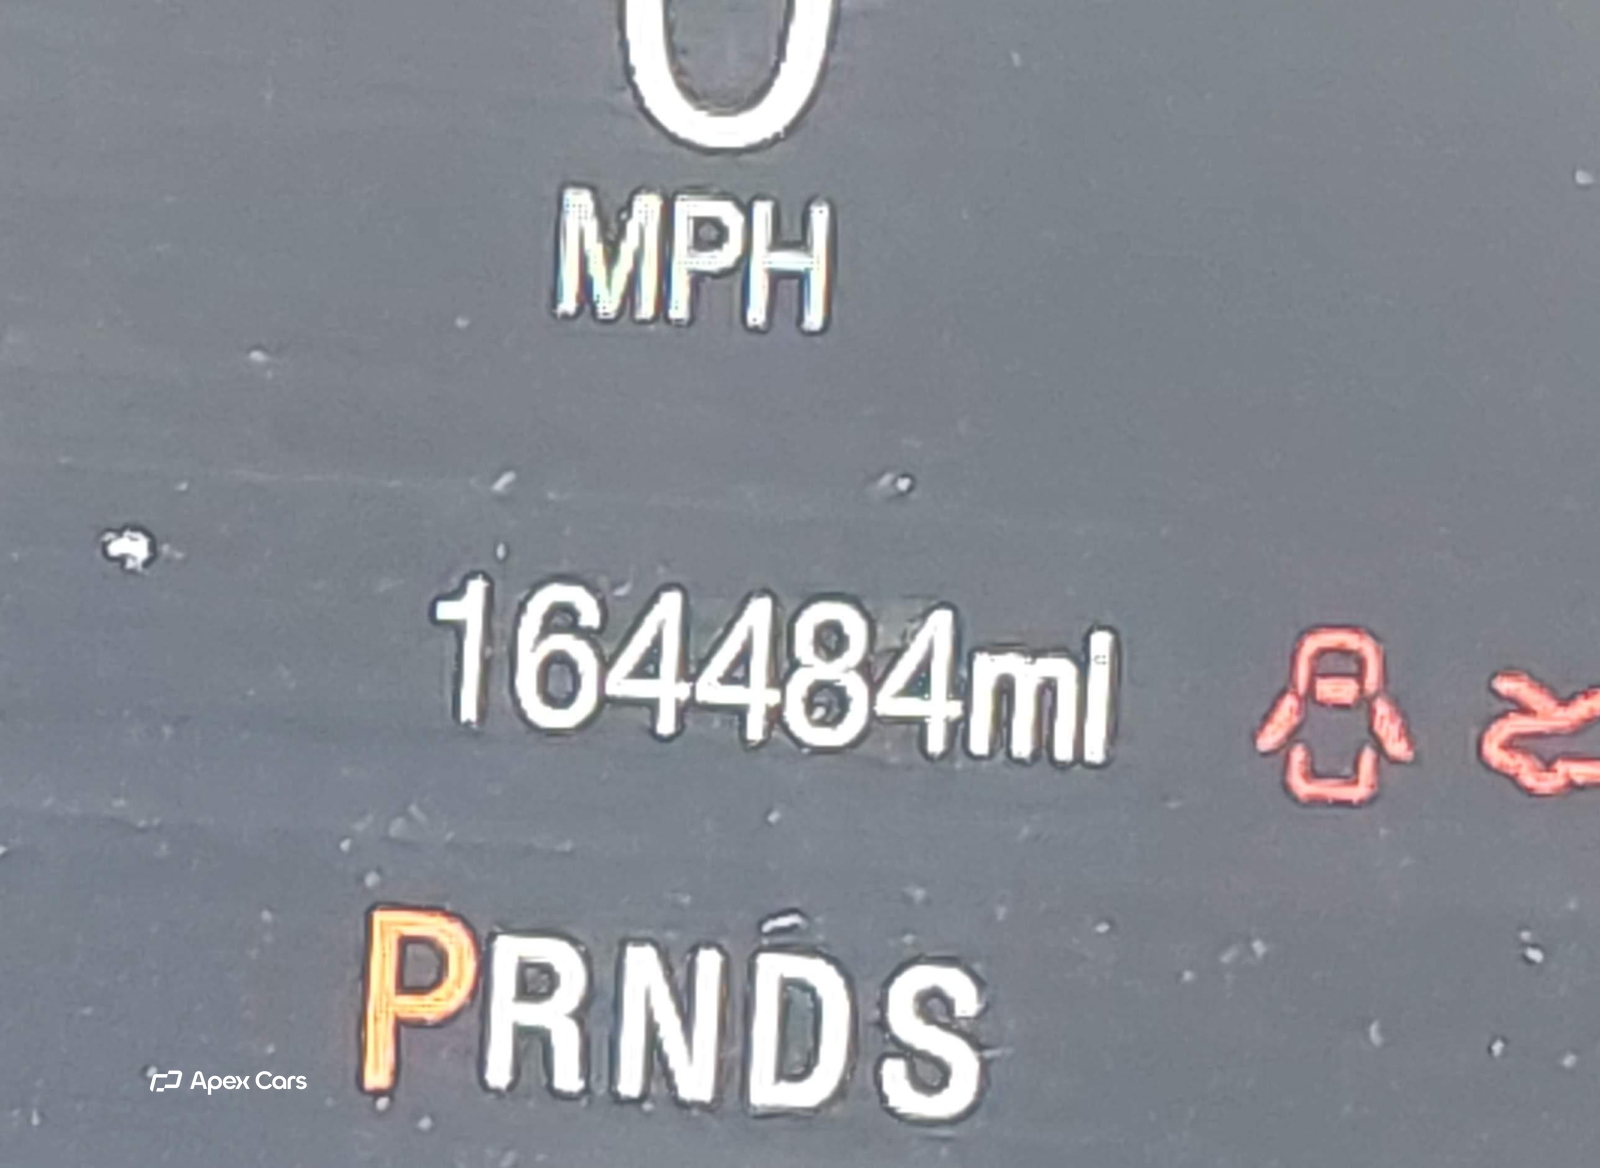 0
MPH
164484mi
PRNDS
Apex Cars